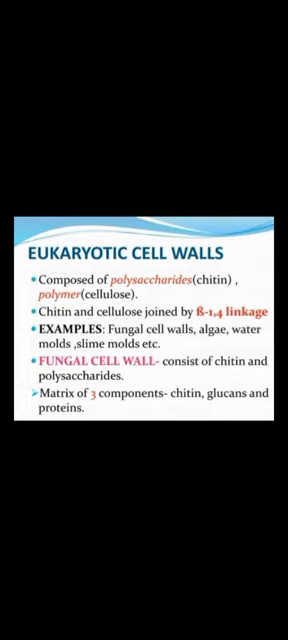 EUKARYOTIC CELL WALLS
Composed of polysaccharides(chitin) ,
polymer(cellulose).
Chitin and cellulose joined by ß-1,4 linkage
EXAMPLES: Fungal cell walls, algae, water
molds ,slime molds etc.
FUNGAL CELL WALL- consist of chitin and
polysaccharides.
Matrix of 3 components- chitin, glucans and
proteins.